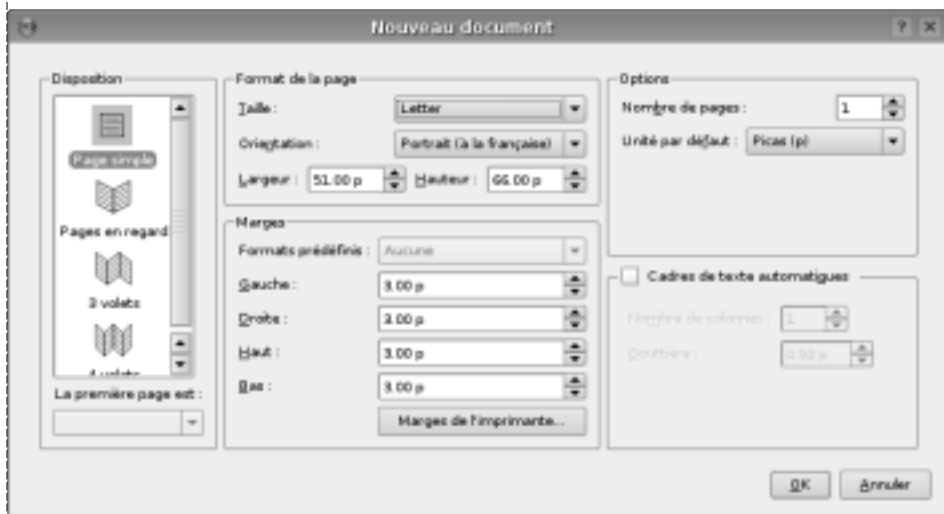 Nouveau document
Disposition
Page simple
Pages en regard
3 volets
4 volets
La première page est :
Format de la page
Taille : Letter
Orientation : Portrait (à la française)
Largeur : 51.00 p Hauteur : 66.00 p
Marges
Formats prédéfinis : Aucune
Gauche : 3.00 p
Droite : 3.00 p
Haut : 3.00 p
Bas : 3.00 p
Marges de l'imprimante...
Options
Nombre de pages : 1
Unité par défaut : Picas (p)
Cadres de texte automatiques
Nombre de colonnes : 1
Gouttière : 0.92 p
OK Annuler